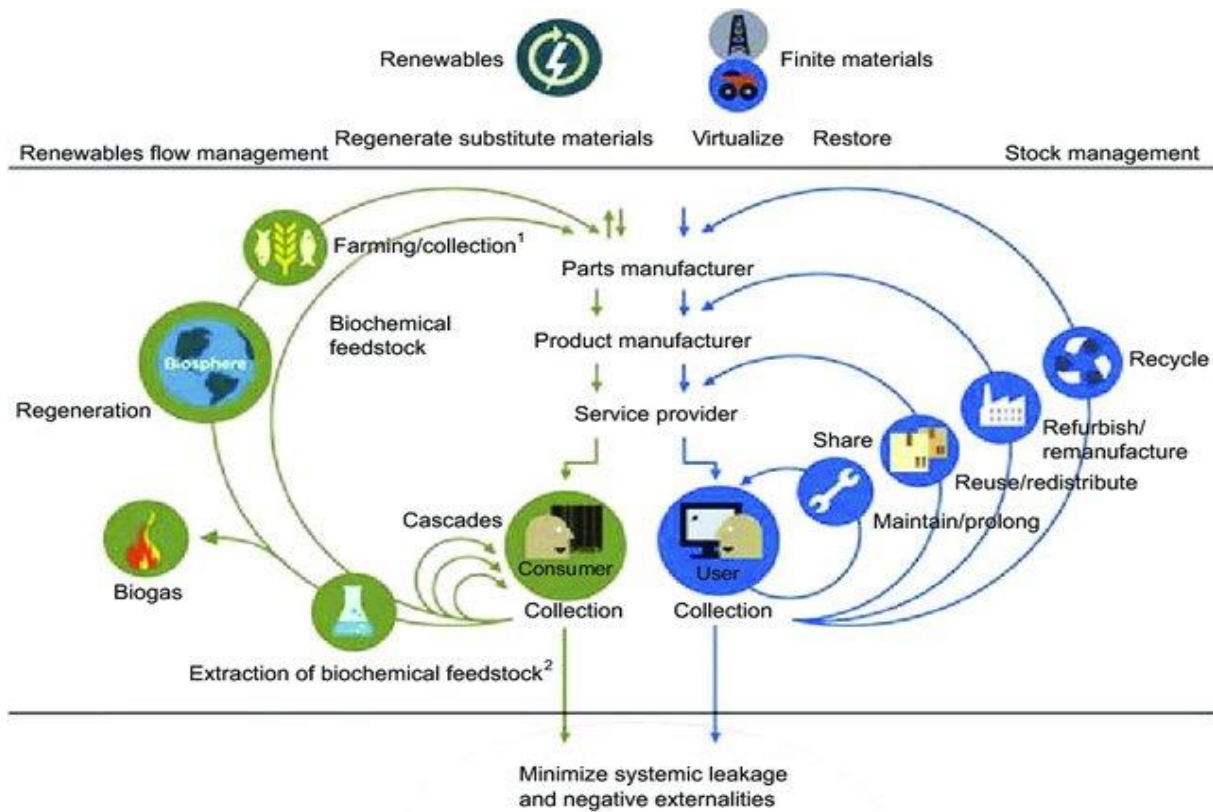 Renewables
Finite materials
Regenerate substitute materials
Virtualize
Restore
Renewables flow management
Stock management
Farming/collection¹
Parts manufacturer
Biochemical
feedstock
Product manufacturer
Biosphere
Recycle
Regeneration
Service provider
Share
Refurbish/
remanufacture
Reuse/redistribute
Cascades
Maintain/prolong
Consumer
User
Biogas
Collection
Collection
Extraction of biochemical feedstock²
Minimize systemic leakage
and negative externalities